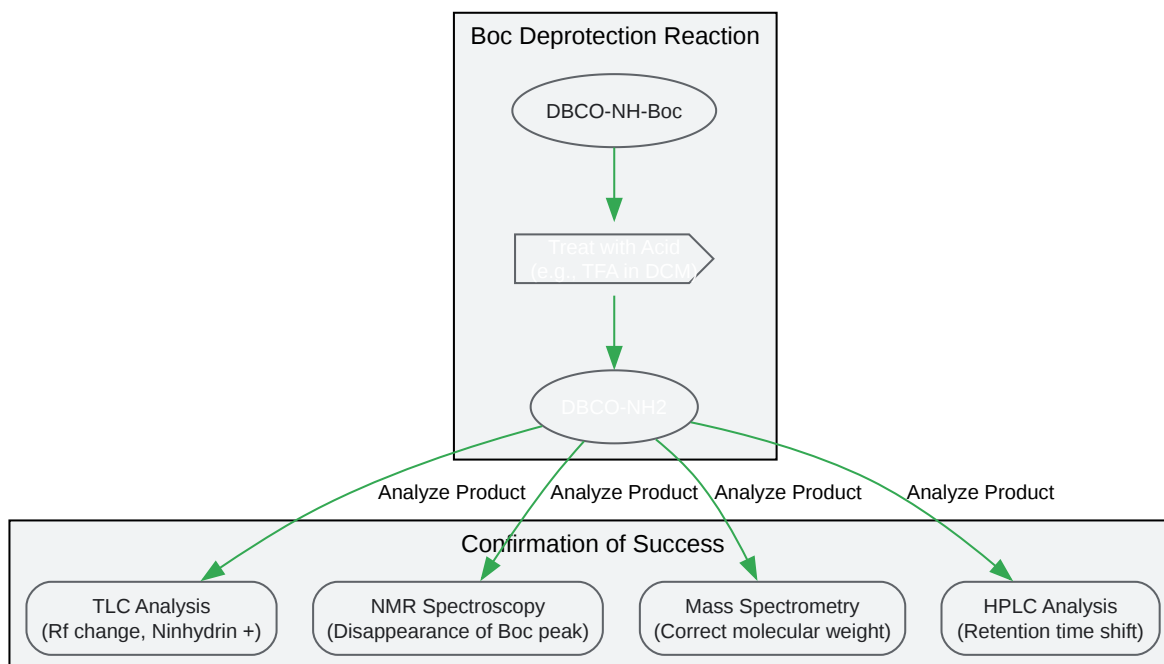 Boc Deprotection Reaction
DBCO-NH-Boc
Treat with Acid
(e.g., TFA in DCM)
DBCO-NH2
Analyze Product
Analyze Product
Analyze Product
Analyze Product
Confirmation of Success
TLC Analysis
(Rf change, Ninhydrin +)
NMR Spectroscopy
(Disappearance of Boc peak)
Mass Spectrometry
(Correct molecular weight)
HPLC Analysis
(Retention time shift)